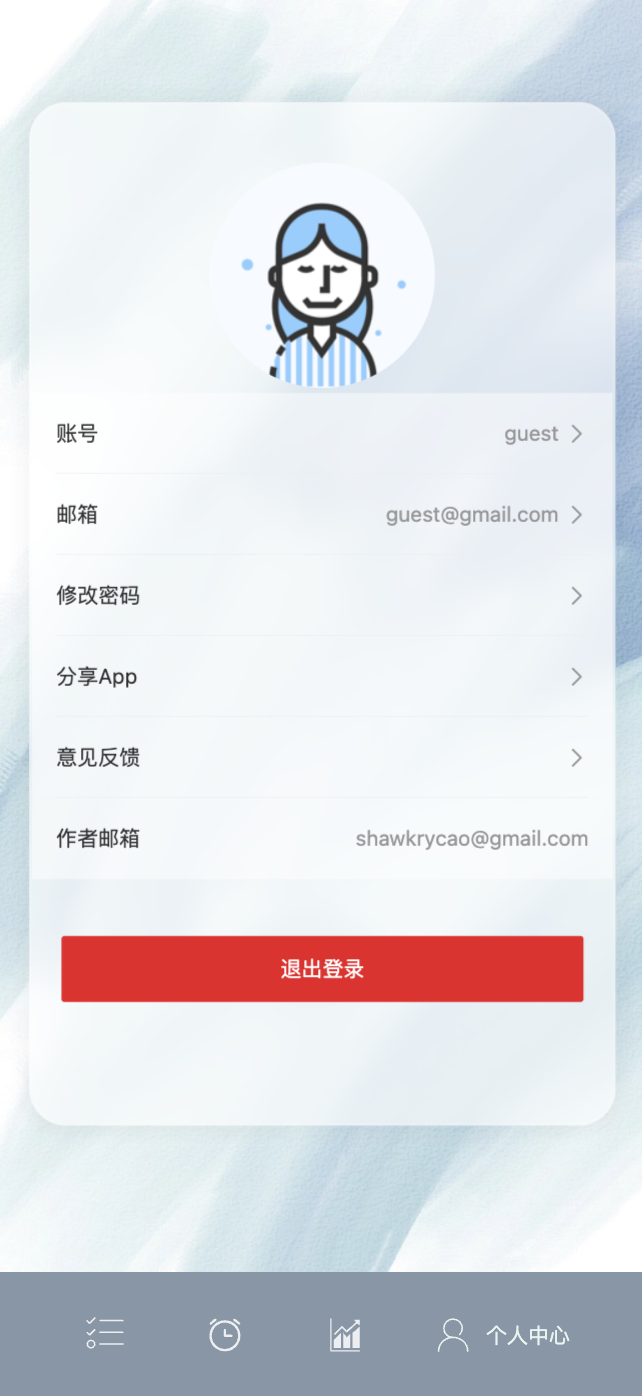 账号 guest
邮箱 guest@gmail.com
修改密码
分享App
意见反馈
作者邮箱 shawkrycao@gmail.com
退出登录
个人中心